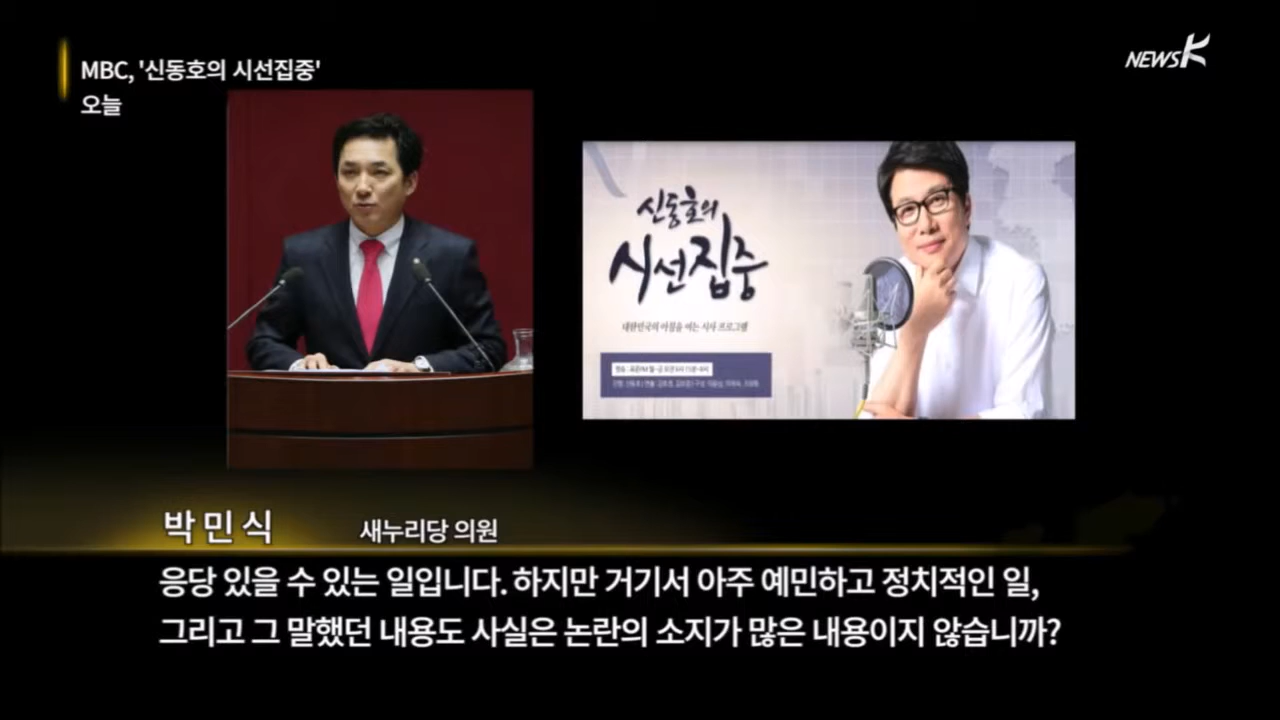 MBC, '신동호의 시선집중'
오늘
NEWS K
신동호의
시선집중
대한민국의 아침을 여는 시사 프로그램
박민식 새누리당 의원
응당 있을 수 있는 일입니다. 하지만 거기서 아주 예민하고 정치적인 일,
그리고 그 말했던 내용도 사실은 논란의 소지가 많은 내용이지 않습니까?